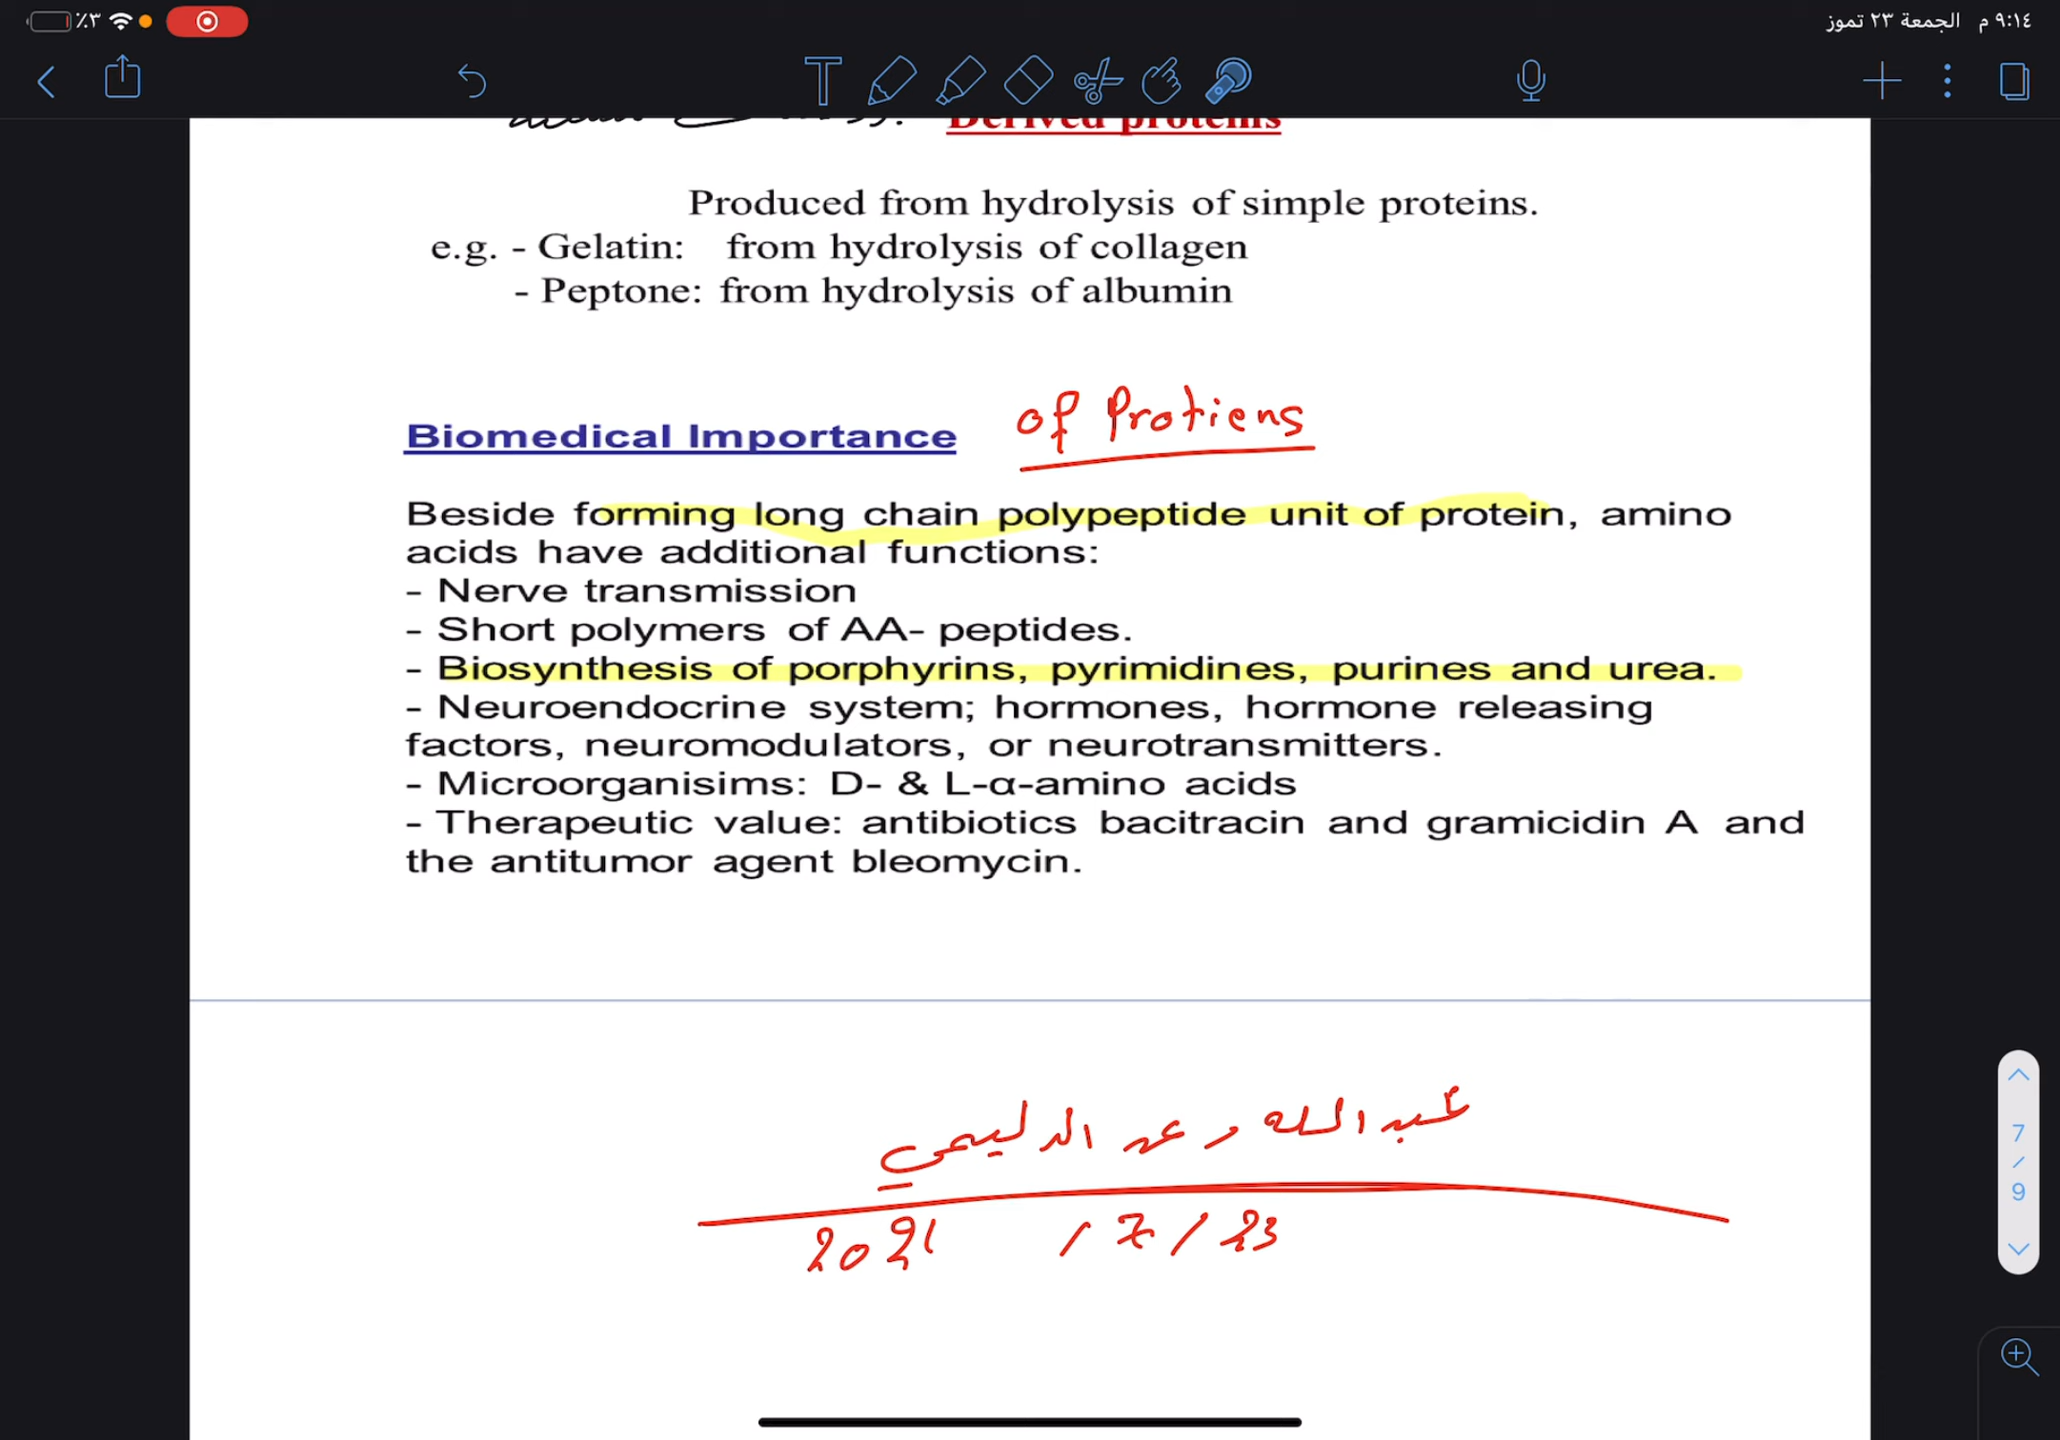 ٪٣
٩:١٤ م الجمعة ٢٣ تموز
Derived proteins
Produced from hydrolysis of simple proteins.
e.g. - Gelatin: from hydrolysis of collagen
- Peptone: from hydrolysis of albumin
Biomedical Importance of Protiens
Beside forming long chain polypeptide unit of protein, amino
acids have additional functions:
- Nerve transmission
- Short polymers of AA- peptides.
- Biosynthesis of porphyrins, pyrimidines, purines and urea.
- Neuroendocrine system; hormones, hormone releasing
factors, neuromodulators, or neurotransmitters.
- Microorganisims: D- & L-α-amino acids
- Therapeutic value: antibiotics bacitracin and gramicidin A and
the antitumor agent bleomycin.
عبدالله رعد الدليمي
2021 / 7 / 23
7
/
9